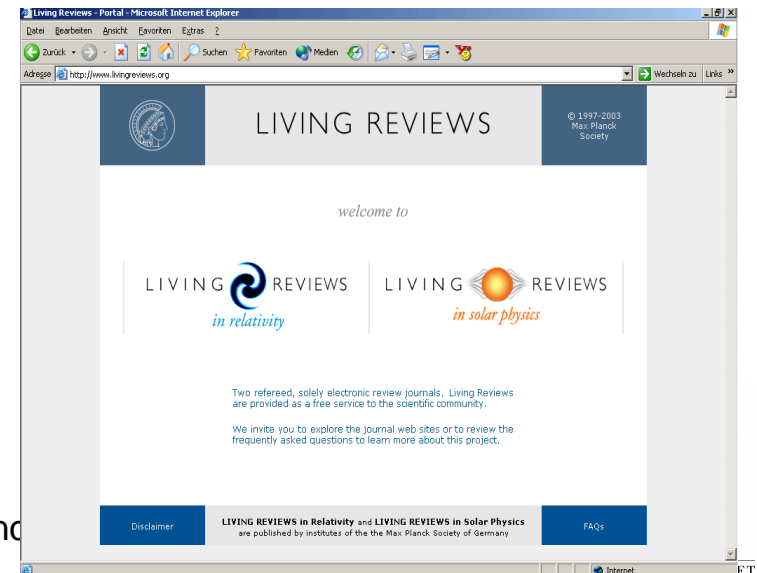 Living Reviews - Portal - Microsoft Internet Explorer
Datei Bearbeiten Ansicht Favoriten Extras ?
Zurück Suchen Favoriten Medien
Adresse http://www.livingreviews.org Wechseln zu Links »
LIVING REVIEWS
© 1997-2003
Max Planck
Society
welcome to
LIVING REVIEWS
in relativity
LIVING REVIEWS
in solar physics
Two refereed, solely electronic review journals. Living Reviews
are provided as a free service to the scientific community.
We invite you to explore the journal web sites or to review the
frequently asked questions to learn more about this project.
Disclaimer
LIVING REVIEWS in Relativity and LIVING REVIEWS in Solar Physics
are published by institutes of the the Max Planck Society of Germany
FAQs
Internet